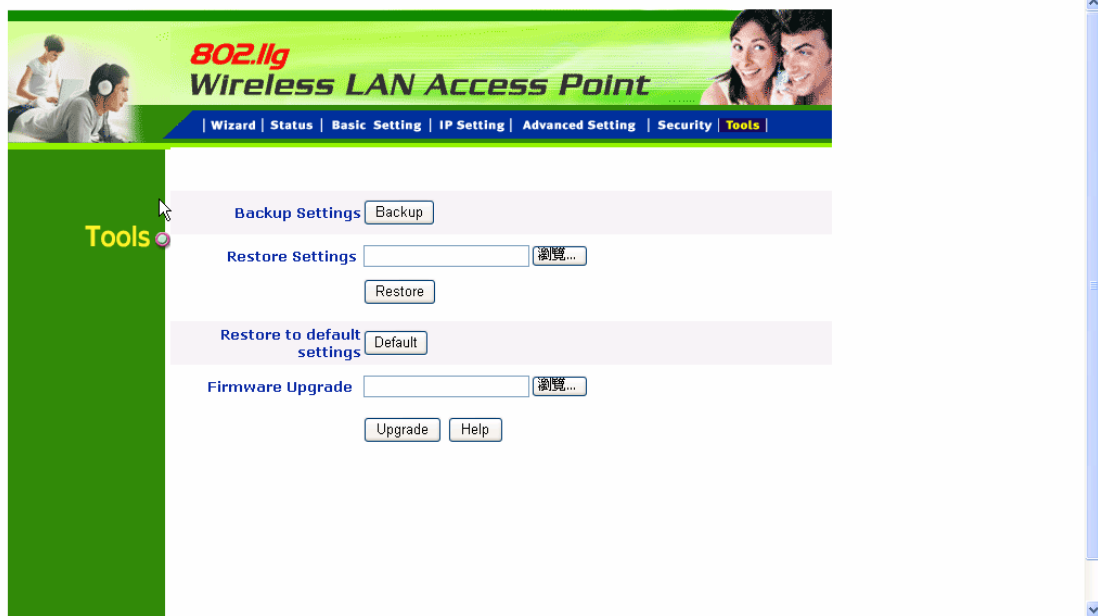 802.11g
Wireless LAN Access Point
| Wizard | Status | Basic Setting | IP Setting | Advanced Setting | Security | Tools |
Tools
Backup Settings Backup
Restore Settings 瀏覽...
Restore
Restore to default settings Default
Firmware Upgrade 瀏覽...
Upgrade Help